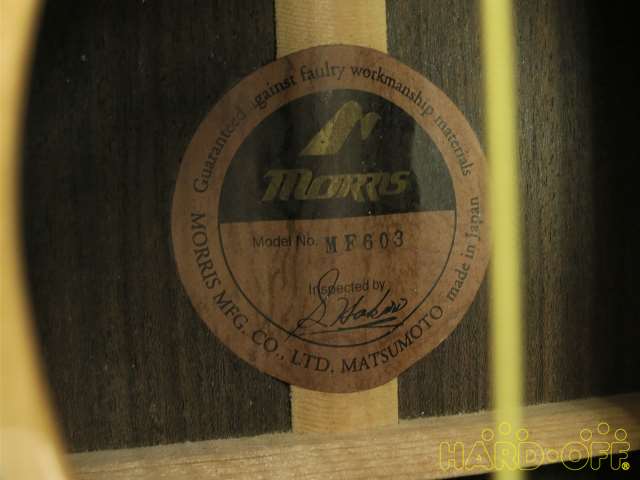 Guaranteed against faulty workmanship materials
MORRIS
Model No. MF603
Inspected by
MORRIS MFG. CO., LTD. MATSUMOTO made in Japan
HARD·OFF®